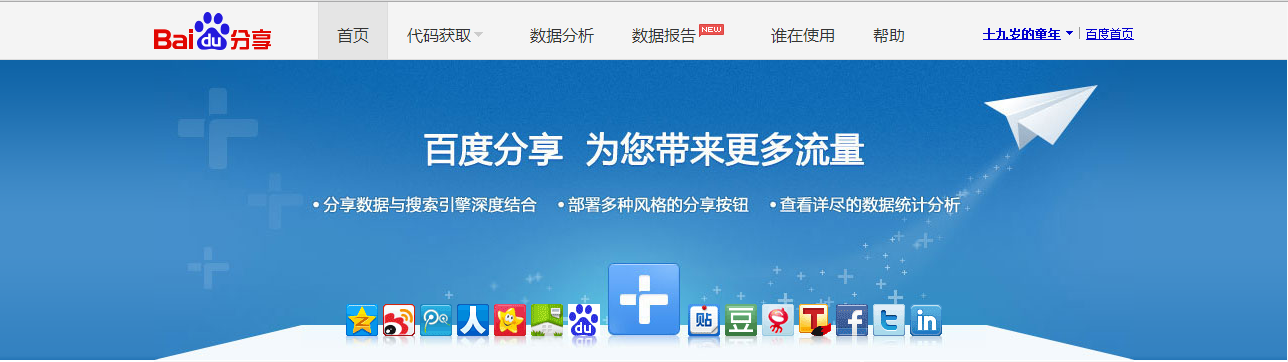 Bai du 分享
首页 代码获取 数据分析 数据报告 NEW 谁在使用 帮助 十九岁的童年 | 百度首页
百度分享 为您带来更多流量
• 分享数据与搜索引擎深度结合 • 部署多种风格的分享按钮 • 查看详尽的数据统计分析
人 du 贴 豆 T f t in